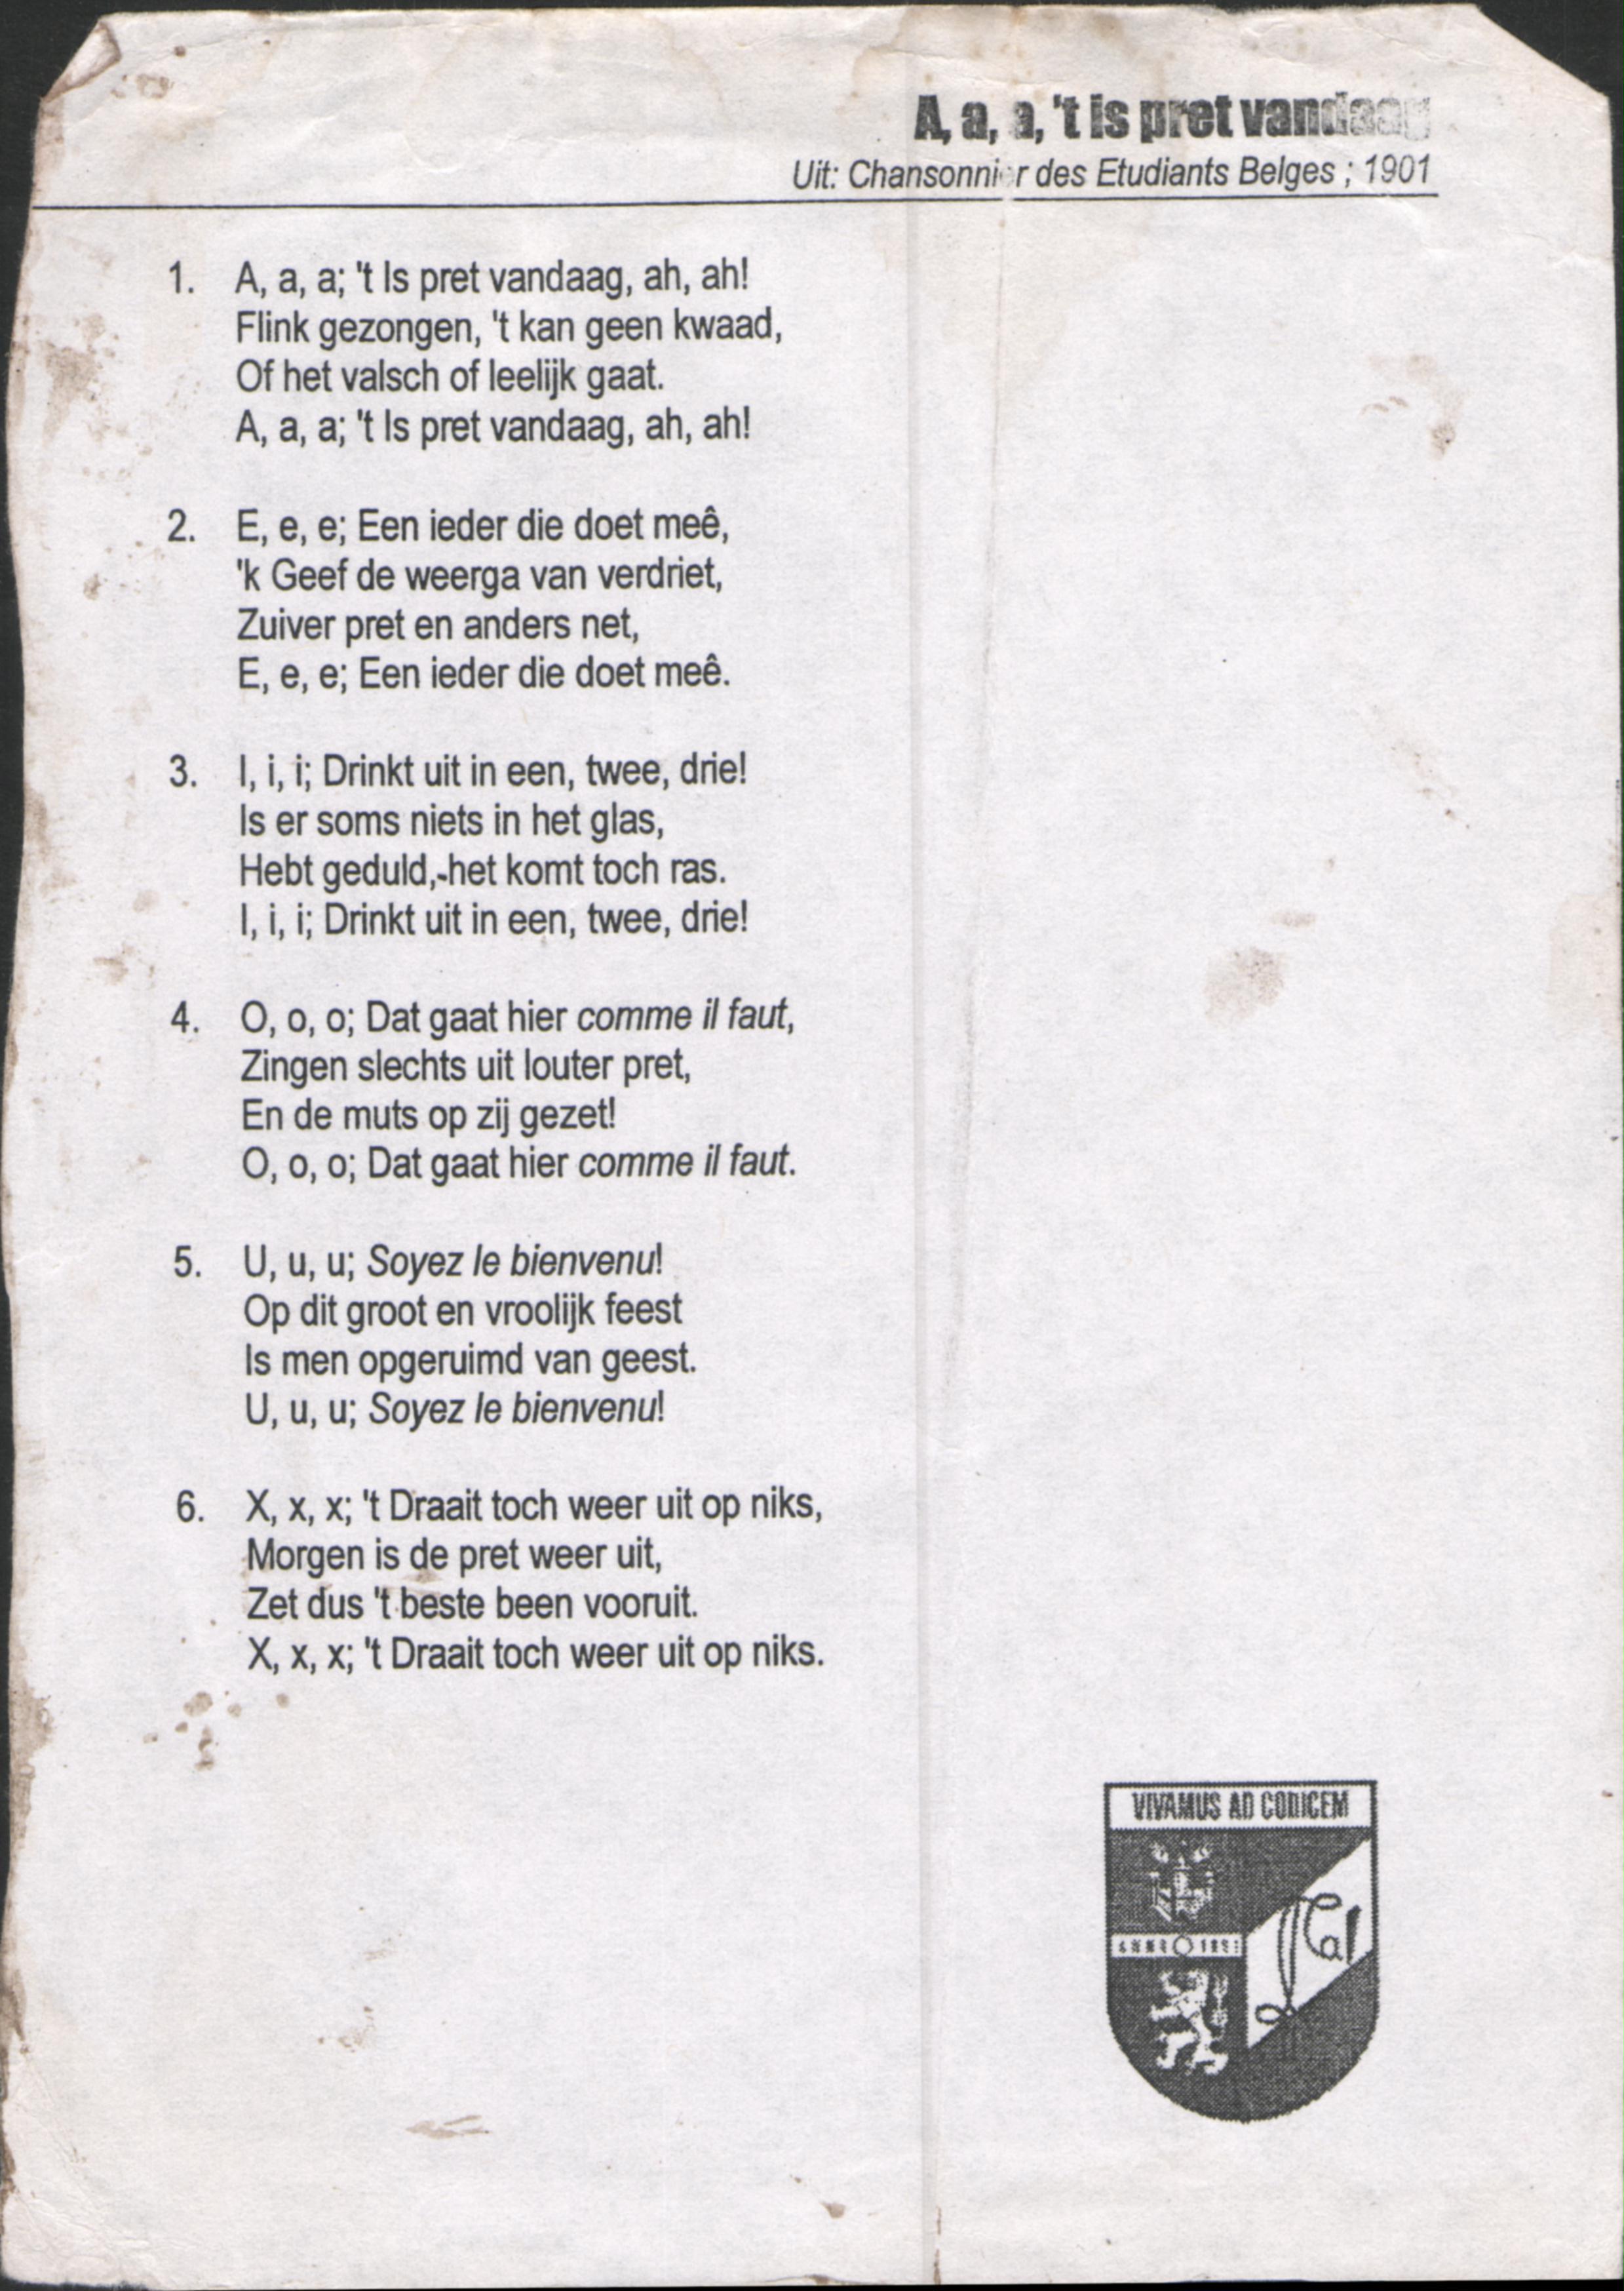 A, a, a, 't is pret vandaag
Uit: Chansonnier des Etudiants Belges ; 1901
1. A, a, a; 't Is pret vandaag, ah, ah!
Flink gezongen, 't kan geen kwaad,
Of het valsch of leelijk gaat.
A, a, a; 't Is pret vandaag, ah, ah!
2. E, e, e; Een ieder die doet meê,
'k Geef de weerga van verdriet,
Zuiver pret en anders net,
E, e, e; Een ieder die doet meê.
3. I, i, i; Drinkt uit in een, twee, drie!
Is er soms niets in het glas,
Hebt geduld,-het komt toch ras.
I, i, i; Drinkt uit in een, twee, drie!
4. O, o, o; Dat gaat hier comme il faut,
Zingen slechts uit louter pret,
En de muts op zij gezet!
O, o, o; Dat gaat hier comme il faut.
5. U, u, u; Soyez le bienvenu!
Op dit groot en vroolijk feest
Is men opgeruimd van geest.
U, u, u; Soyez le bienvenu!
6. X, x, x; 't Draait toch weer uit op niks,
Morgen is de pret weer uit,
Zet dus 't beste been vooruit.
X, x, x; 't Draait toch weer uit op niks.
VIVAMUS AD CODICEM